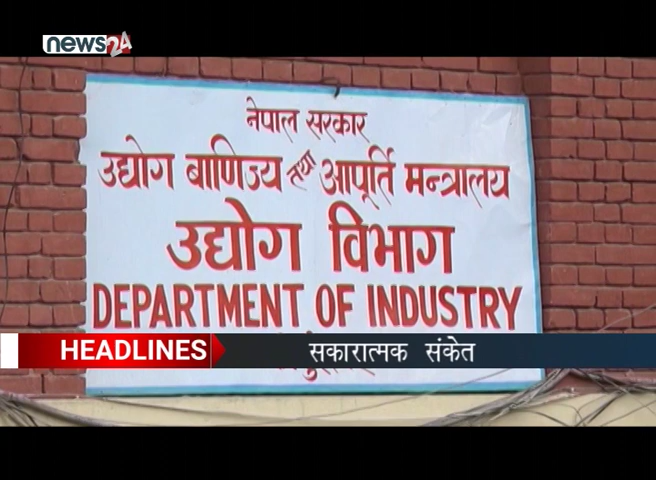 news24
नेपाल सरकार
उद्योग बाणिज्य तथा आपूर्ति मन्त्रालय
उद्योग विभाग
DEPARTMENT OF INDUSTRY
HEADLINES सकारात्मक संकेत